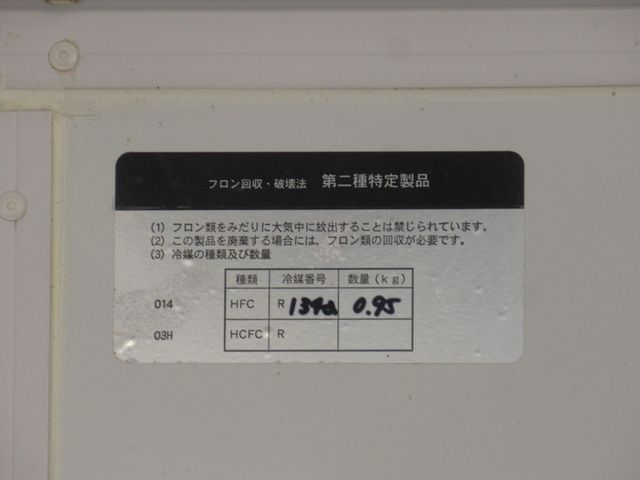 フロン回収・破壊法　第二種特定製品
(1) フロン類をみだりに大気中に放出することは禁じられています。
(2) この製品を廃棄する場合には、フロン類の回収が必要です。
(3) 冷媒の種類及び数量
種類 冷媒番号 数量(kg)
014 HFC R 134a 0.95
03H HCFC R